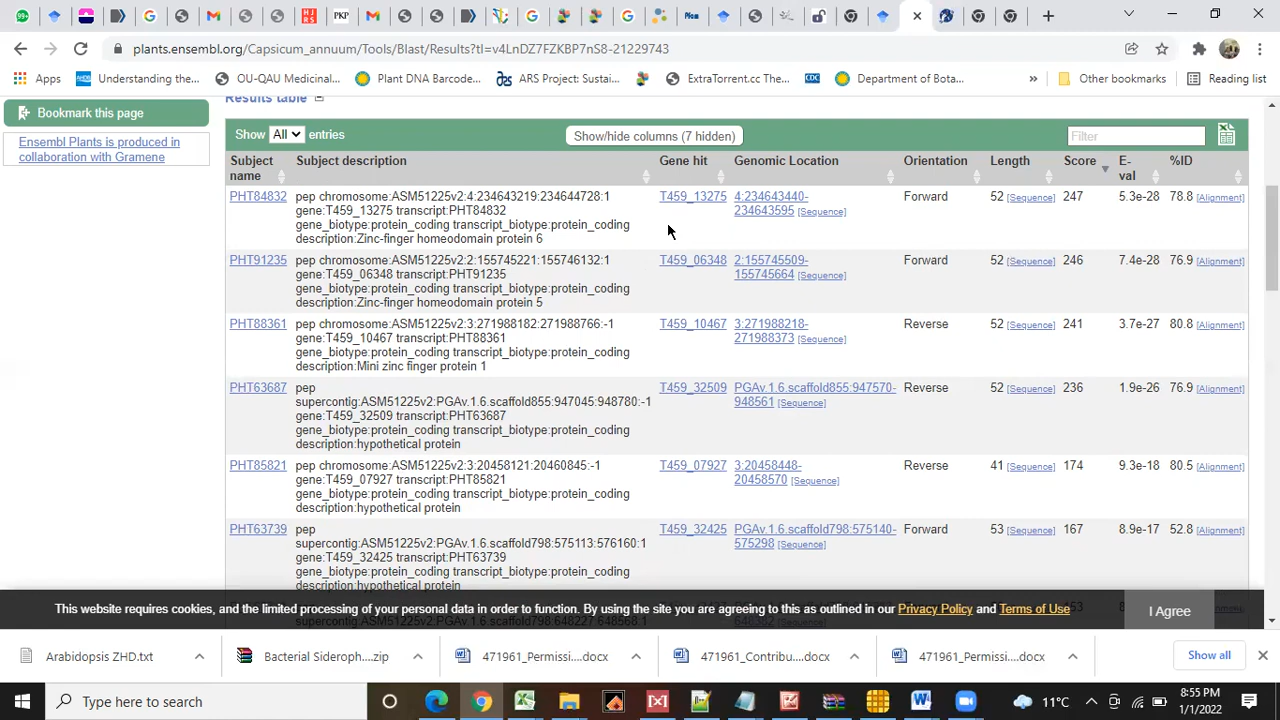 99+
HJRS
PKP
plants.ensembl.org/Capsicum_annuum/Tools/Blast/Results?tl=v4LnDZ7FZKBP7nS8-21229743
Apps
Understanding the...
OU-QAU Medicinal...
Plant DNA Barcode...
ARS Project: Sustai...
ExtraTorrent.cc The...
CDC
Department of Bota...
»
Other bookmarks
Reading list
Bookmark this page
Ensembl Plants is produced in
collaboration with Gramene
Results table
Show All entries
Show/hide columns (7 hidden)
Filter
Subject name Subject description Gene hit Genomic Location Orientation Length Score E-val %ID
PHT84832 pep chromosome:ASM51225v2:4:234643219:234644728:1 T459_13275 4:234643440- Forward 52 [Sequence] 247 5.3e-28 78.8 [Alignment]
gene:T459_13275 transcript:PHT84832 234643595 [Sequence]
gene_biotype:protein_coding transcript_biotype:protein_coding
description:Zinc-finger homeodomain protein 6
PHT91235 pep chromosome:ASM51225v2:2:155745221:155746132:1 T459_06348 2:155745509- Forward 52 [Sequence] 246 7.4e-28 76.9 [Alignment]
gene:T459_06348 transcript:PHT91235 155745664 [Sequence]
gene_biotype:protein_coding transcript_biotype:protein_coding
description:Zinc-finger homeodomain protein 5
PHT88361 pep chromosome:ASM51225v2:3:271988182:271988766:-1 T459_10467 3:271988218- Reverse 52 [Sequence] 241 3.7e-27 80.8 [Alignment]
gene:T459_10467 transcript:PHT88361 271988373 [Sequence]
gene_biotype:protein_coding transcript_biotype:protein_coding
description:Mini zinc finger protein 1
PHT63687 pep T459_32509 PGAv.1.6.scaffold855:947570- Reverse 52 [Sequence] 236 1.9e-26 76.9 [Alignment]
supercontig:ASM51225v2:PGAv.1.6.scaffold855:947045:948780:-1 948561 [Sequence]
gene:T459_32509 transcript:PHT63687
gene_biotype:protein_coding transcript_biotype:protein_coding
description:hypothetical protein
PHT85821 pep chromosome:ASM51225v2:3:20458121:20460845:-1 T459_07927 3:20458448- Reverse 41 [Sequence] 174 9.3e-18 80.5 [Alignment]
gene:T459_07927 transcript:PHT85821 20458570 [Sequence]
gene_biotype:protein_coding transcript_biotype:protein_coding
description:hypothetical protein
PHT63739 pep T459_32425 PGAv.1.6.scaffold798:575140- Forward 53 [Sequence] 167 8.9e-17 52.8 [Alignment]
supercontig:ASM51225v2:PGAv.1.6.scaffold798:575113:576160:1 575298 [Sequence]
gene:T459_32425 transcript:PHT63739
gene_biotype:protein_coding transcript_biotype:protein_coding
description:hypothetical protein
This website requires cookies, and the limited processing of your personal data in order to function. By using the site you are agreeing to this as outlined in our Privacy Policy and Terms of Use
I Agree
supercontig:ASM51225v2:PGAv.1.6.scaffold798:648227:648568:1 648382 [Sequence]
Arabidopsis ZHD.txt
Bacterial Sideroph....zip
471961_Permissi....docx
471961_Contribu....docx
471961_Permissi....docx
Show all
Type here to search
11°C
8:55 PM
1/1/2022